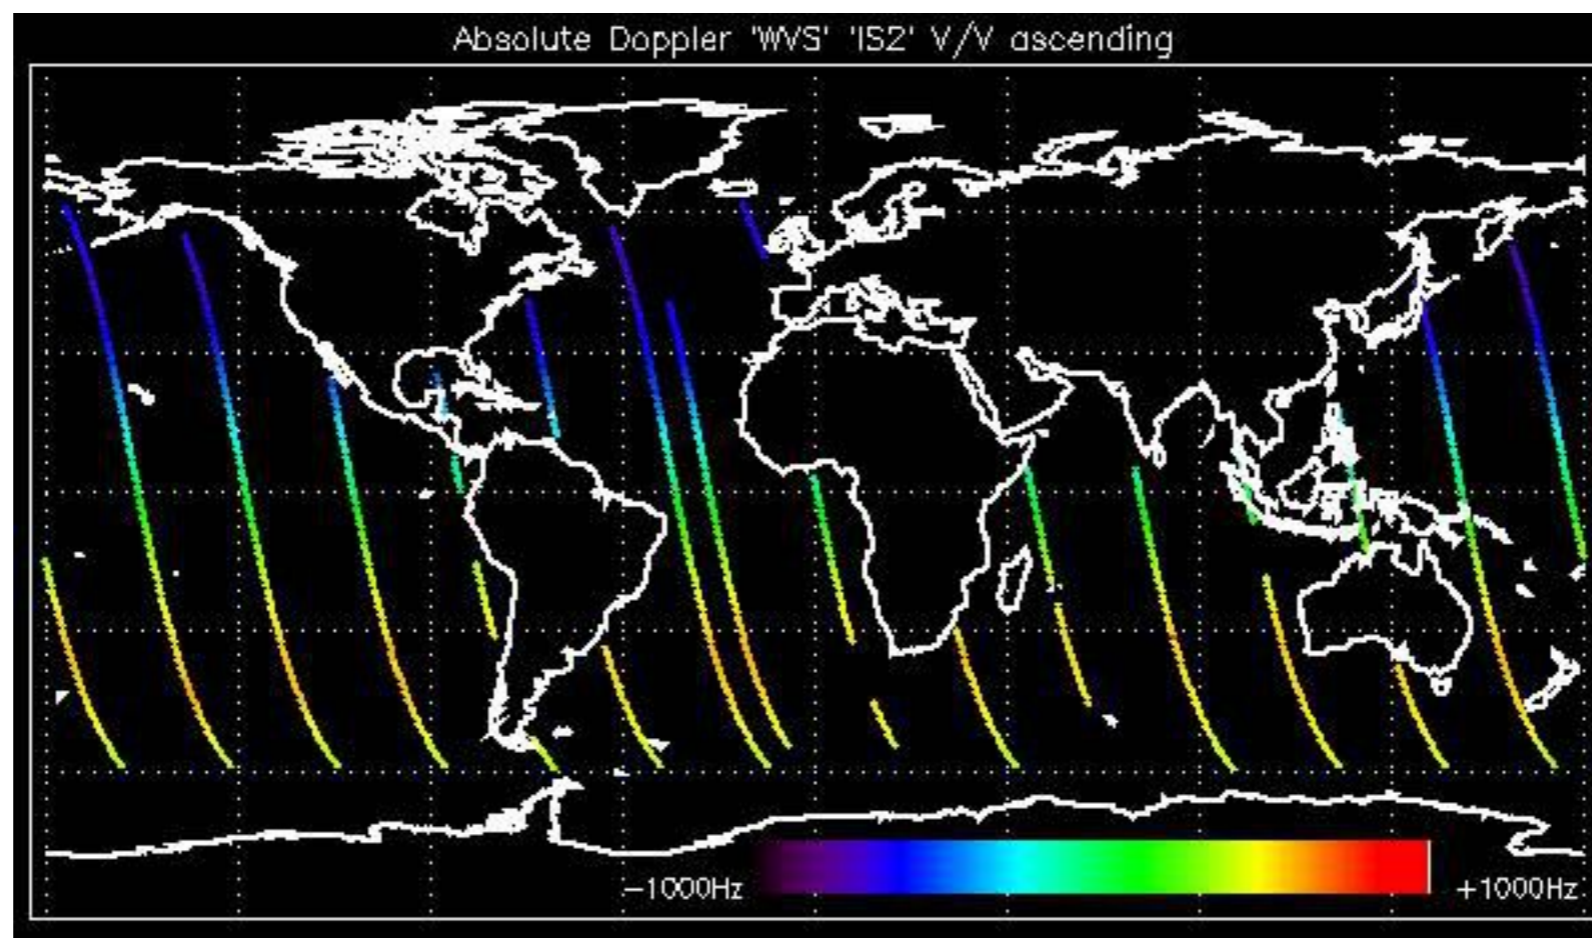 Absolute Doppler 'WVS' 'IS2' V/V ascending
−1000Hz +1000Hz